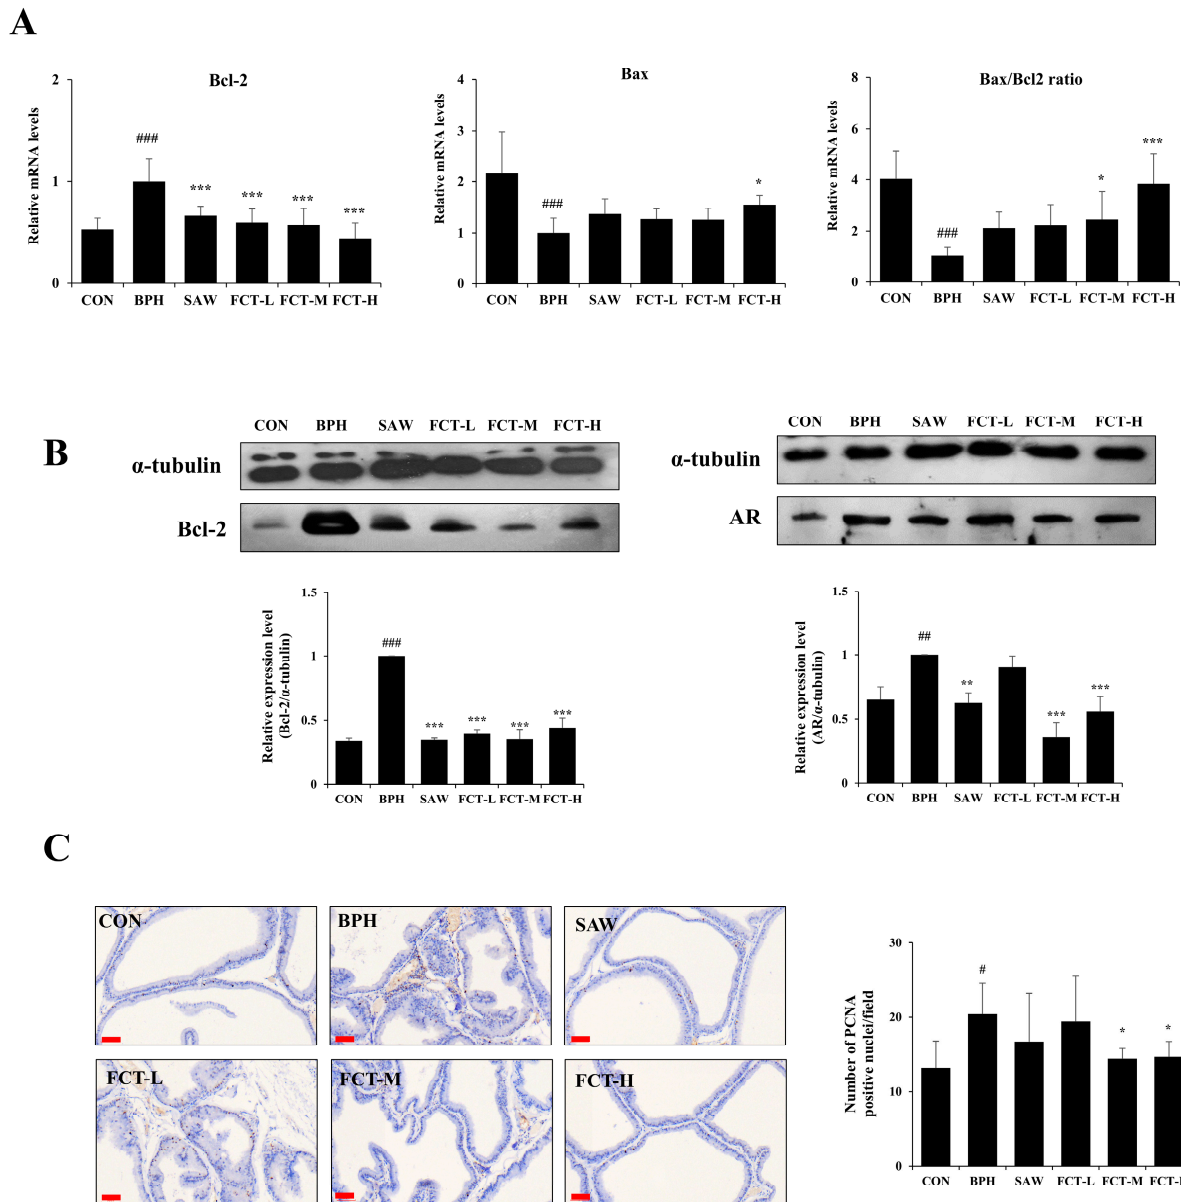 A
Bcl-2
Relative mRNA levels
2
1
0
###
***
***
***
***
CON BPH SAW FCT-L FCT-M FCT-H
Bax
Relative mRNA levels
4
3
2
1
0
###
*
CON BPH SAW FCT-L FCT-M FCT-H
Bax/Bcl2 ratio
Relative mRNA levels
8
6
4
2
0
###
*
***
CON BPH SAW FCT-L FCT-M FCT-H
B
CON BPH SAW FCT-L FCT-M FCT-H
α-tubulin
Bcl-2
Relative expression level
(Bcl-2/α-tubulin)
1.5
1
0.5
0
###
***
***
***
***
CON BPH SAW FCT-L FCT-M FCT-H
CON BPH SAW FCT-L FCT-M FCT-H
α-tubulin
AR
Relative expression level
(AR/α-tubulin)
1.5
1
0.5
0
##
**
***
***
CON BPH SAW FCT-L FCT-M FCT-H
C
CON
BPH
SAW
FCT-L
FCT-M
FCT-H
Number of PCNA
positive nuclei/field
30
20
10
0
#
*
*
CON BPH SAW FCT-L FCT-M